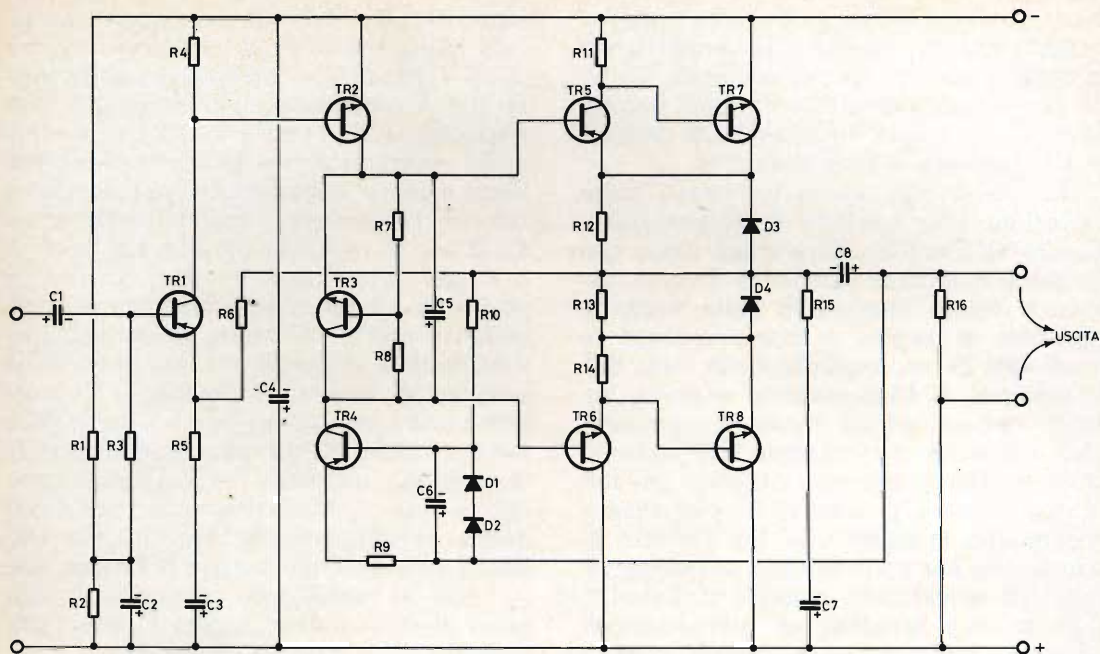 -
R4
R11
TR2
TR5
TR7
R7
R12
D3
C1
+ -
TR1
R6
TR3
C5
- +
R10
C8
- +
D4
R13
R15
R16
USCITA
R8
C4
- +
R14
R1
R3
R5
TR4
TR6
TR8
C6
- +
D1
D2
R9
R2
C2
- +
C3
- +
C7
- +
+